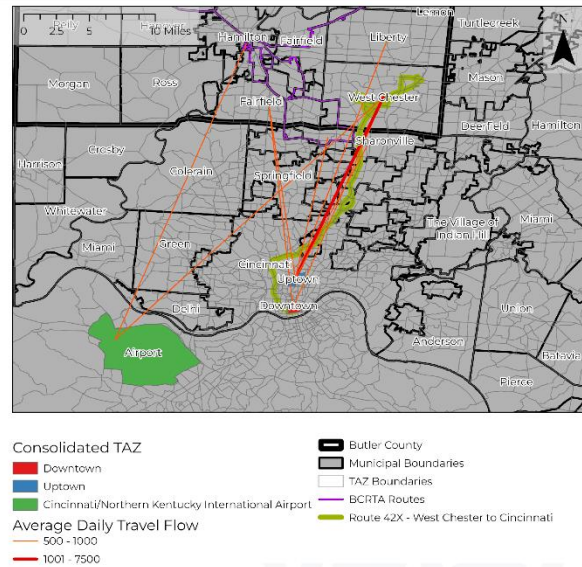 Reily
Hanover
Lemon
Turtlecreek
0 2.5 5 10 Miles
Hamilton
Fairfield
Liberty
Morgan
Ross
Fairfield
West Chester
Mason
Deerfield
Hamilton
Crosby
Sharonville
Harrison
Colerain
Springfield
Whitewater
The Village of
Indian Hill
Miami
Miami
Green
Cincinnati
Uptown
Delhi
Downtown
Union
Airport
Anderson
Batavia
Pierce
Consolidated TAZ
Downtown
Uptown
Cincinnati/Northern Kentucky International Airport
Average Daily Travel Flow
500 - 1000
1001 - 7500
Butler County
Municipal Boundaries
TAZ Boundaries
BCRTA Routes
Route 42X - West Chester to Cincinnati